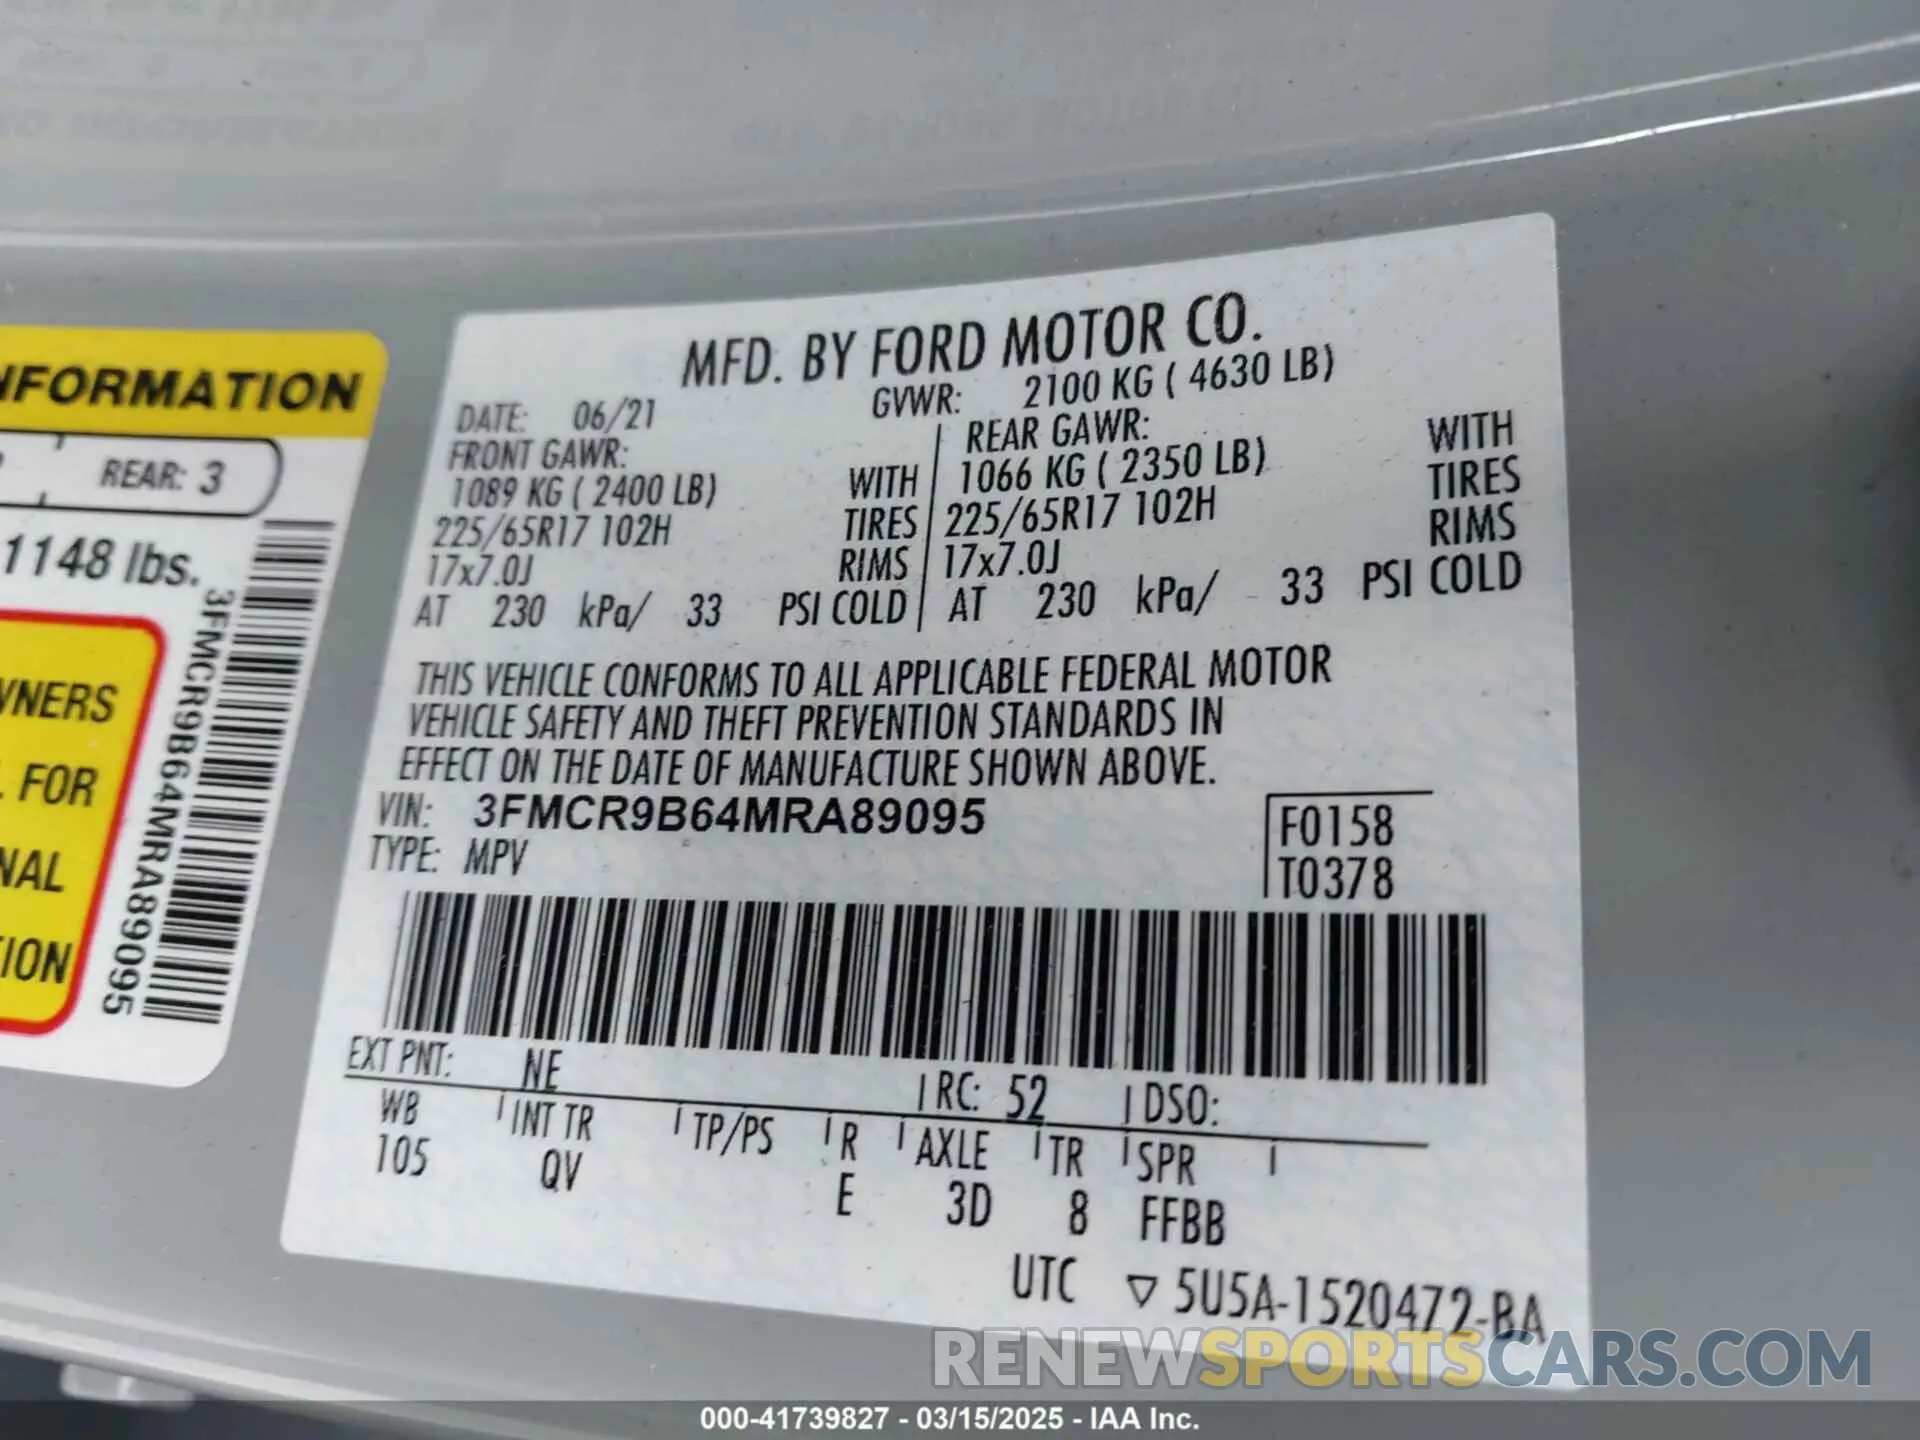 MFD. BY FORD MOTOR CO.
DATE: 06/21 GVWR: 2100 KG ( 4630 LB)
FRONT GAWR: REAR GAWR:
1089 KG ( 2400 LB) WITH 1066 KG ( 2350 LB) WITH
225/65R17 102H TIRES 225/65R17 102H TIRES
17x7.0J RIMS 17x7.0J RIMS
AT 230 kPa/ 33 PSI COLD AT 230 kPa/ 33 PSI COLD
THIS VEHICLE CONFORMS TO ALL APPLICABLE FEDERAL MOTOR
VEHICLE SAFETY AND THEFT PREVENTION STANDARDS IN
EFFECT ON THE DATE OF MANUFACTURE SHOWN ABOVE.
VIN: 3FMCR9B64MRA89095 F0158
TYPE: MPV T0378
EXT PNT: NE RC: 52 DSO:
WB INT TR TP/PS R AXLE TR SPR
105 QV E 3D 8 FFBB
UTC ▽ 5U5A-1520472-BA
NFORMATION
REAR: 3
1148 lbs.
WNERS
FOR
NAL
TION
3FMCR9B64MRA89095
RENEWSPORTSCARS.COM
000-41739827 - 03/15/2025 - IAA Inc.